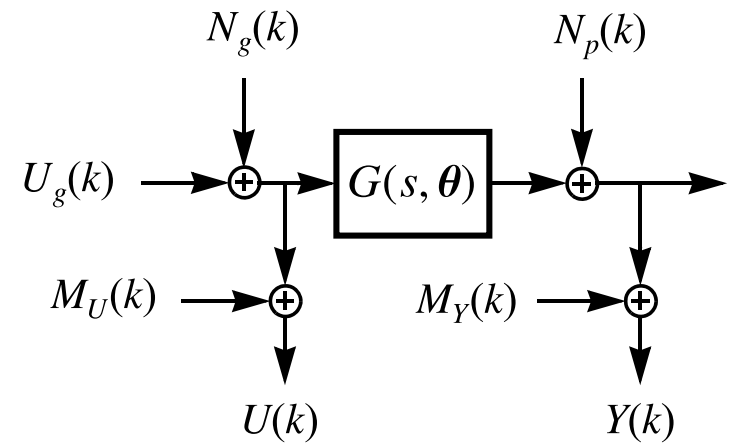 N_g(k)
N_p(k)
U_g(k)
+
G(s, θ)
+
M_U(k)
+
M_Y(k)
+
U(k)
Y(k)